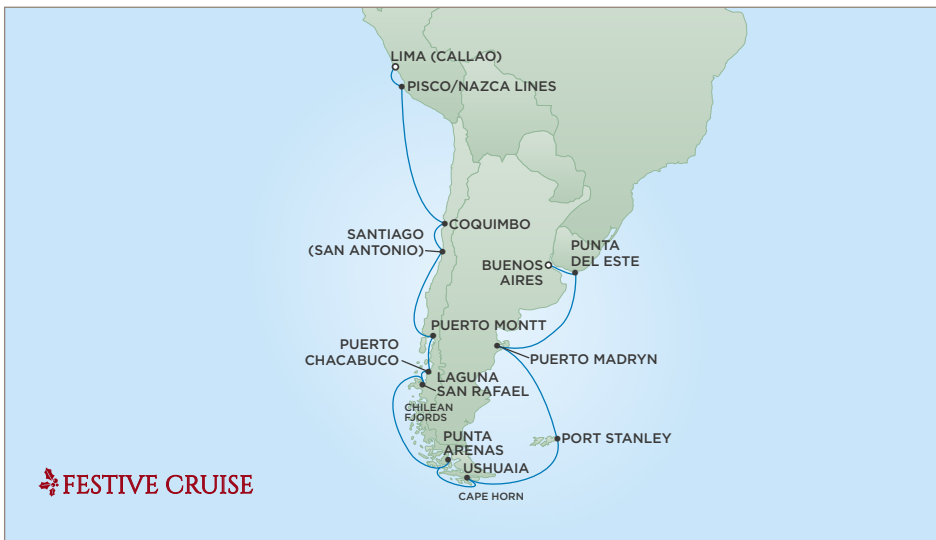 LIMA (CALLAO)
PISCO/NAZCA LINES
COQUIMBO
SANTIAGO
(SAN ANTONIO)
PUNTA
DEL ESTE
BUENOS
AIRES
PUERTO MONTT
PUERTO
CHACABUCO
PUERTO MADRYN
LAGUNA
SAN RAFAEL
CHILEAN
FJORDS
PUNTA
ARENAS
PORT STANLEY
USHUAIA
CAPE HORN
FESTIVE CRUISE